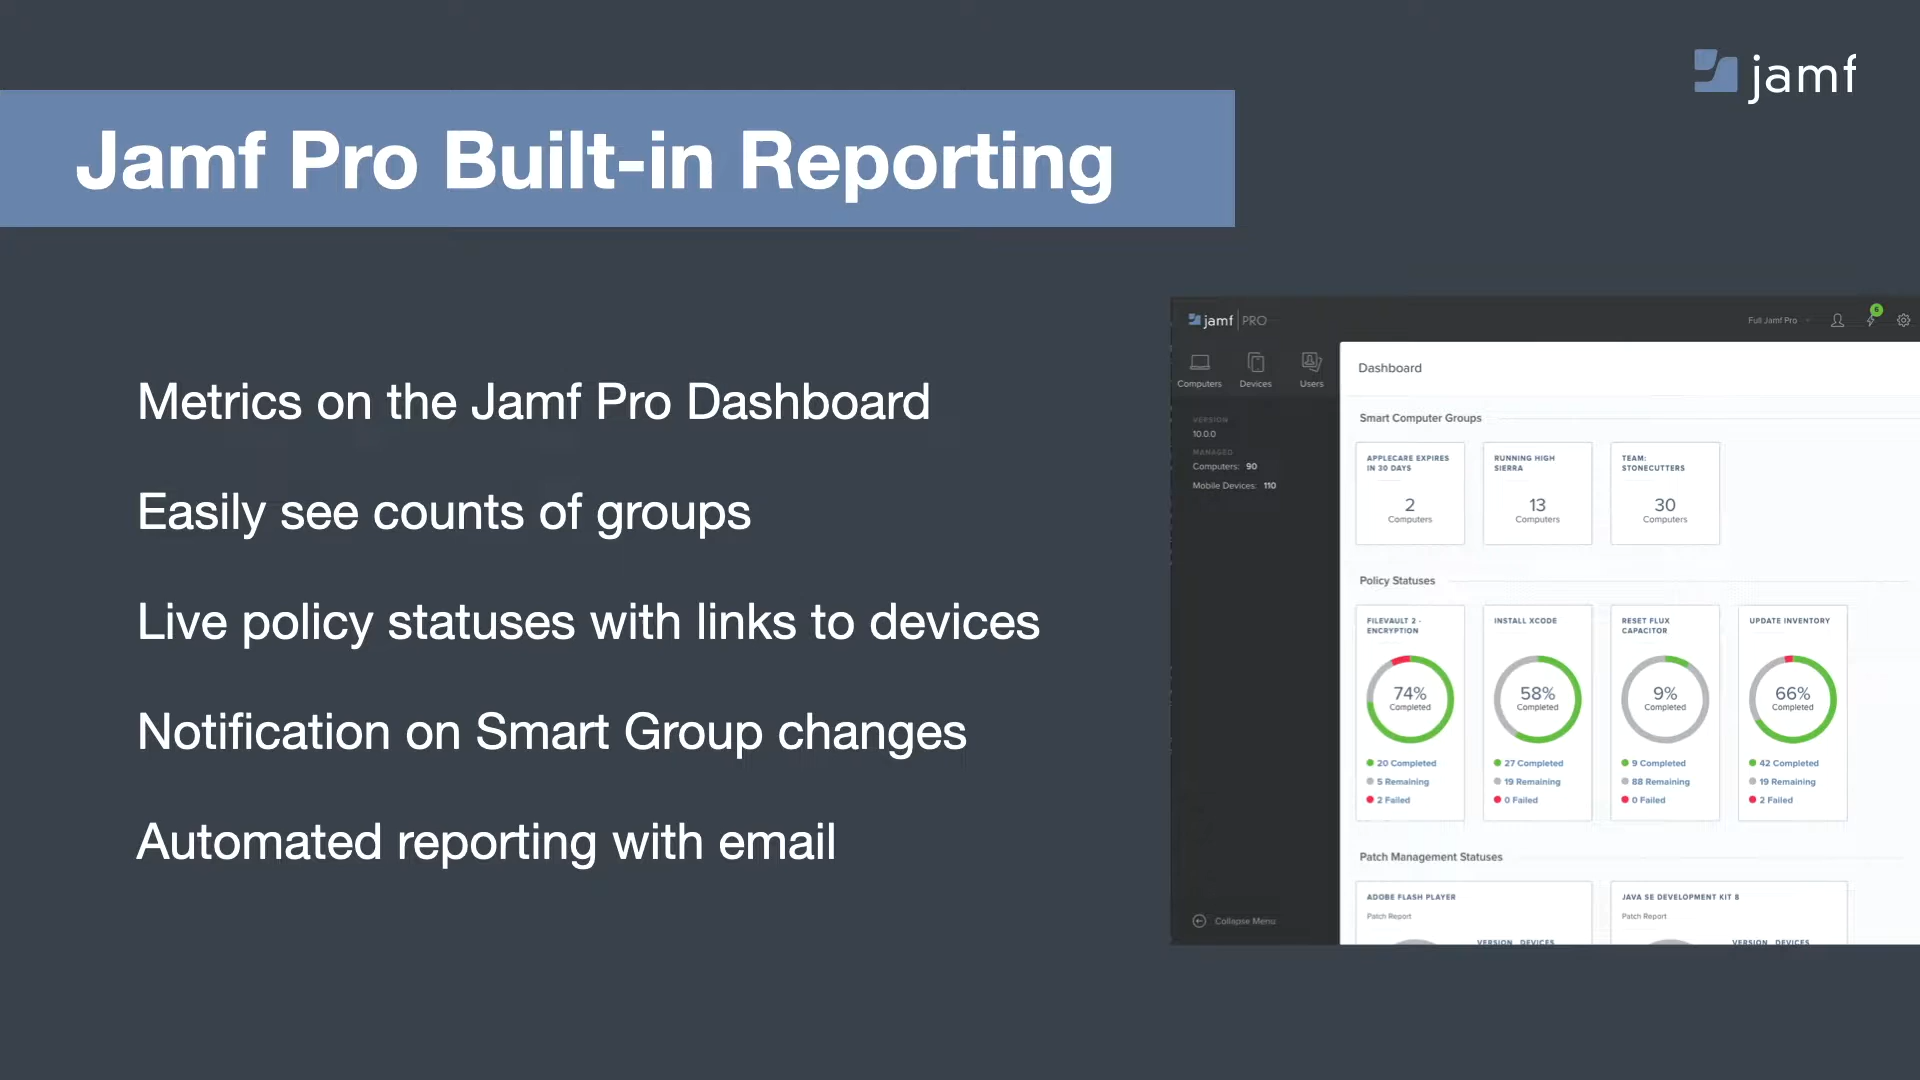 jamf
Jamf Pro Built-in Reporting
Metrics on the Jamf Pro Dashboard
Easily see counts of groups
Live policy statuses with links to devices
Notification on Smart Group changes
Automated reporting with email
jamf PRO
Full Jamf Pro
6
Computers
Devices
Users
VERSION
10.0.0
MANAGED
Computers: 90
Mobile Devices: 110
Collapse Menu
Dashboard
Smart Computer Groups
APPLECARE EXPIRES
IN 30 DAYS
2
Computers
RUNNING HIGH
SIERRA
13
Computers
TEAM:
STONECUTTERS
30
Computers
Policy Statuses
FILEVAULT 2 -
ENCRYPTION
74%
Completed
20 Completed
5 Remaining
2 Failed
INSTALL XCODE
58%
Completed
27 Completed
19 Remaining
0 Failed
RESET FLUX
CAPACITOR
9%
Completed
9 Completed
88 Remaining
0 Failed
UPDATE INVENTORY
66%
Completed
42 Completed
19 Remaining
2 Failed
Patch Management Statuses
ADOBE FLASH PLAYER
Patch Report
VERSION DEVICES
JAVA SE DEVELOPMENT KIT 8
Patch Report
VERSION DEVICES